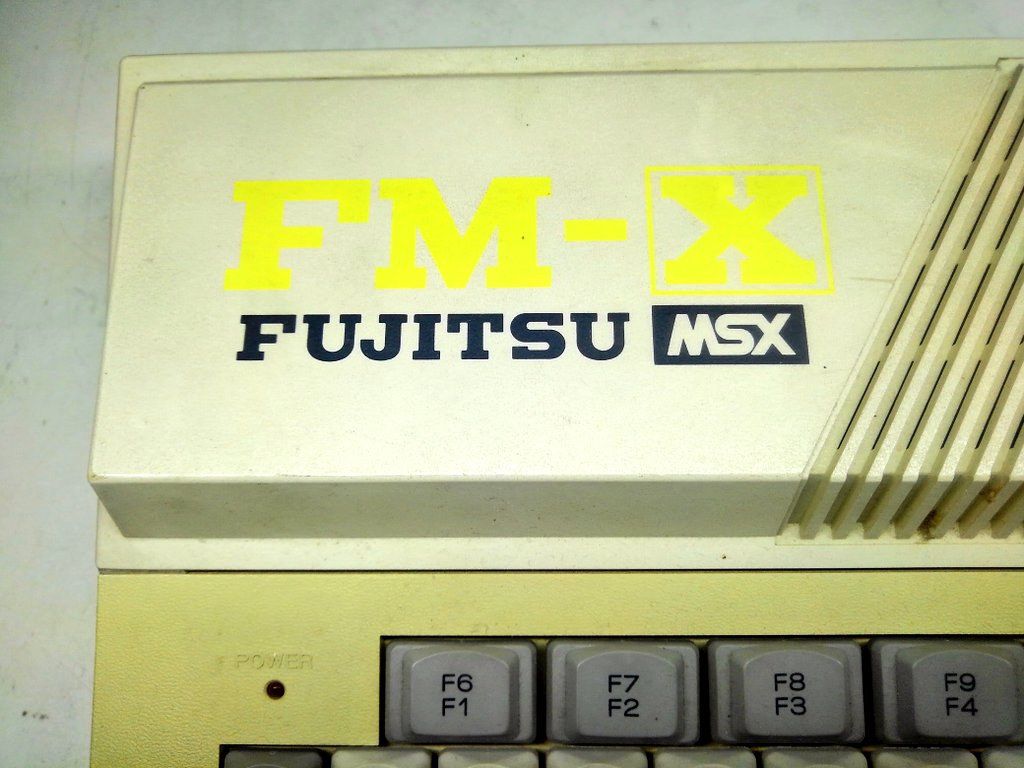 FM-X
FUJITSU MSX
POWER
F6 F7 F8 F9
F1 F2 F3 F4